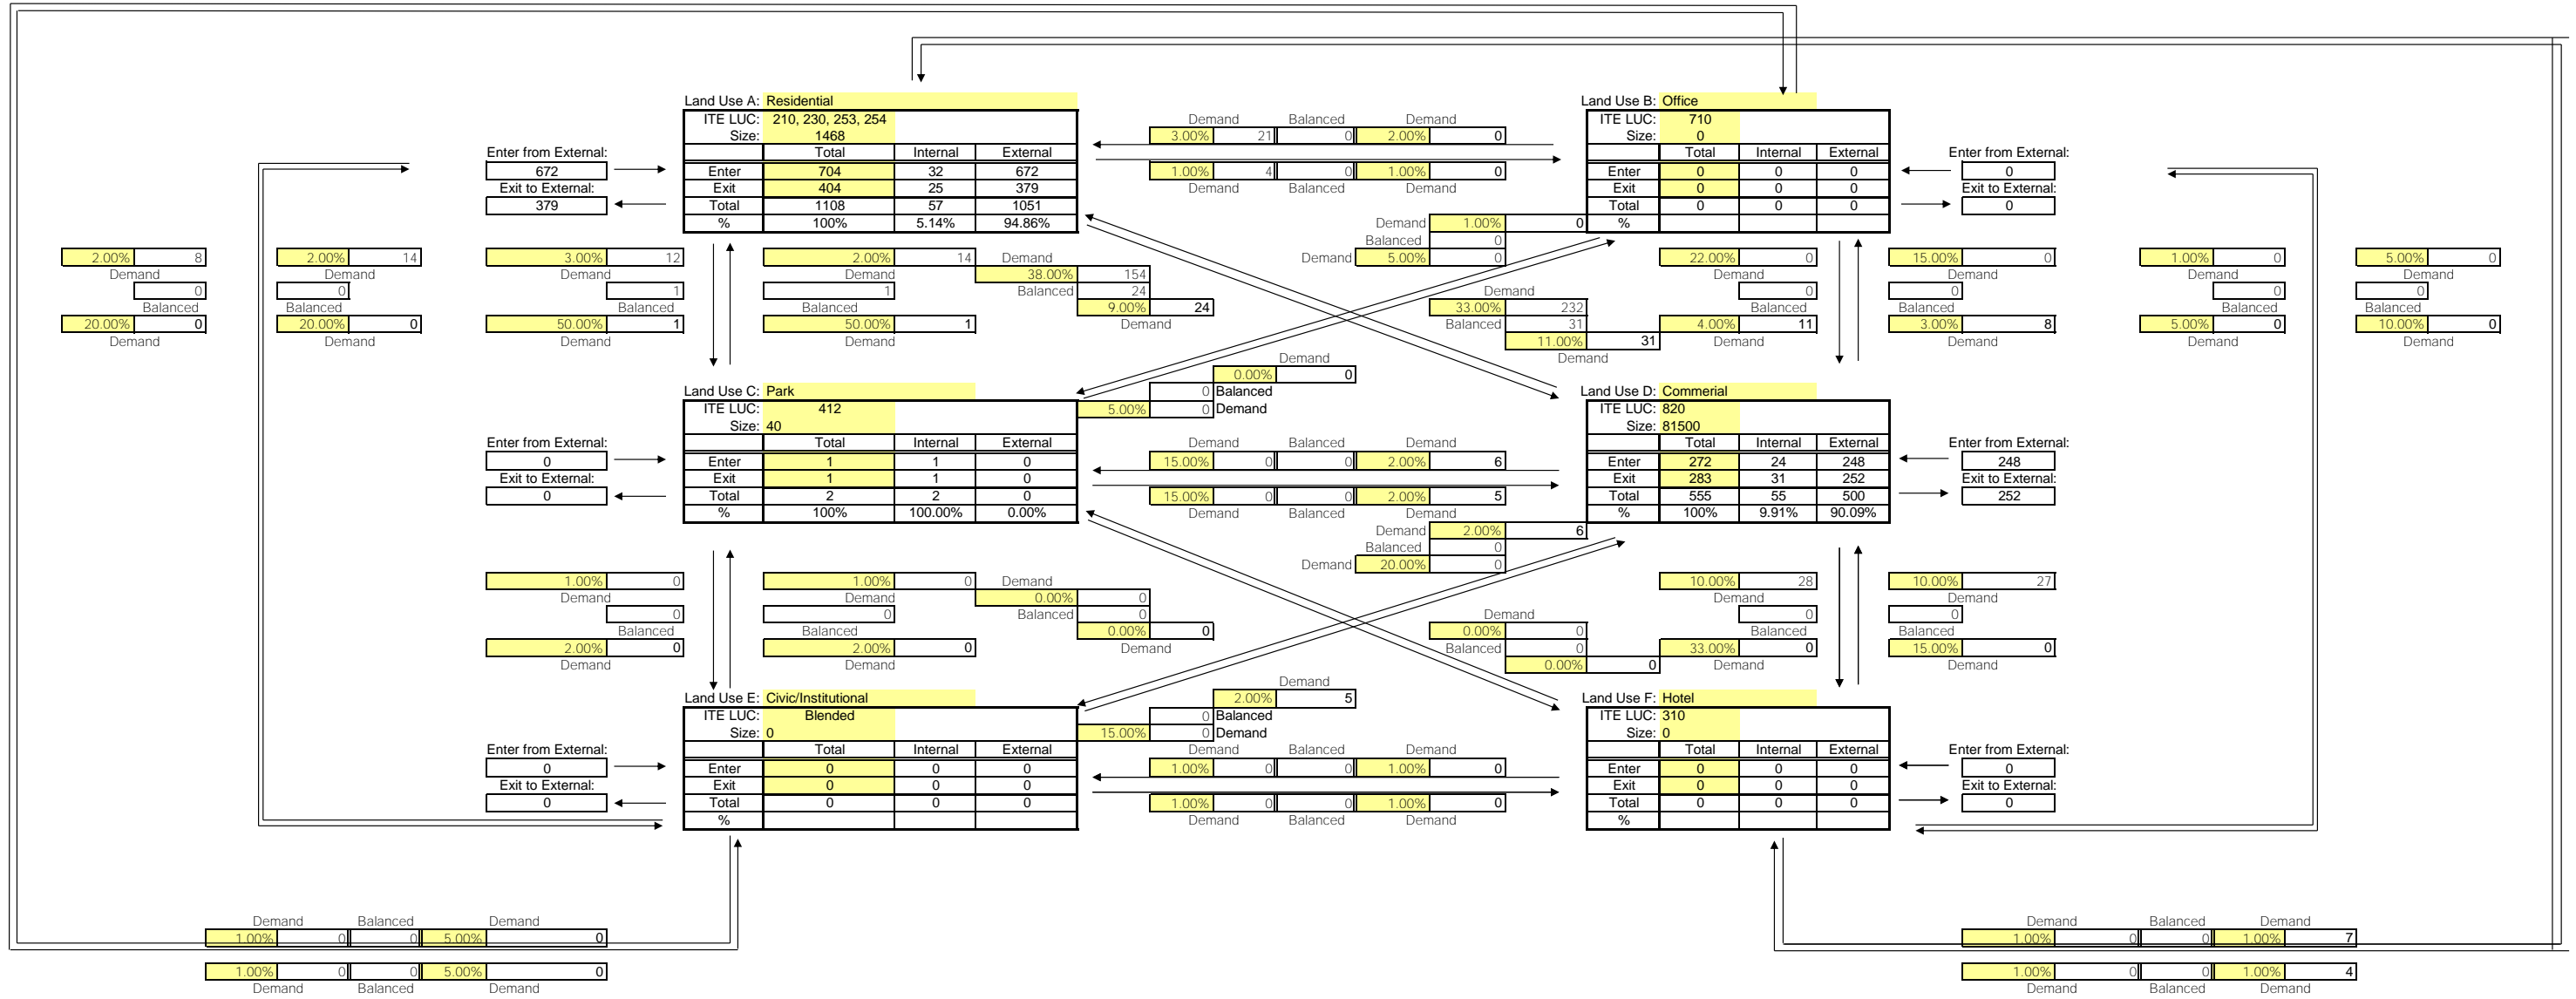 Land Use A: Residential
ITE LUC: 210, 230, 253, 254
Size: 1468
Total Internal External
Enter 704 32 672
Exit 404 25 379
Total 1108 57 1051
% 100% 5.14% 94.86%
Enter from External:
672
Exit to External:
379
Demand Balanced Demand
3.00% 21 0 2.00% 0
1.00% 4 0 1.00% 0
Demand Balanced Demand
Land Use B: Office
ITE LUC: 710
Size: 0
Total Internal External
Enter 0 0 0
Exit 0 0 0
Total 0 0 0
%
Enter from External:
0
Exit to External:
0
Demand 1.00% 0
Balanced 0
Demand 5.00% 0
2.00% 8
Demand
0
Balanced
20.00% 0
Demand
2.00% 14
Demand
0
Balanced
20.00% 0
Demand
3.00% 12
Demand
1
Balanced
50.00% 1
Demand
2.00% 14
Demand
1
Balanced
50.00% 1
Demand
Demand
38.00% 154
Balanced 24
9.00% 24
Demand
Demand
33.00% 232
Balanced 31
11.00% 31
Demand
22.00% 0
Demand
0
Balanced
4.00% 11
Demand
15.00% 0
Demand
0
Balanced
3.00% 8
Demand
1.00% 0
Demand
0
Balanced
5.00% 0
Demand
5.00% 0
Demand
0
Balanced
10.00% 0
Demand
Demand
0.00% 0
0 Balanced
5.00% 0 Demand
Land Use C: Park
ITE LUC: 412
Size: 40
Total Internal External
Enter 1 1 0
Exit 1 1 0
Total 2 2 0
% 100% 100.00% 0.00%
Enter from External:
0
Exit to External:
0
Demand Balanced Demand
15.00% 0 0 2.00% 6
15.00% 0 0 2.00% 5
Demand Balanced Demand
Land Use D: Commerial
ITE LUC: 820
Size: 81500
Total Internal External
Enter 272 24 248
Exit 283 31 252
Total 555 55 500
% 100% 9.91% 90.09%
Enter from External:
248
Exit to External:
252
Demand 2.00% 6
Balanced 0
Demand 20.00% 0
1.00% 0
Demand
0
Balanced
2.00% 0
Demand
1.00% 0
Demand
0
Balanced
2.00% 0
Demand
Demand
0.00% 0
Balanced 0
0.00% 0
Demand
Demand
0.00% 0
Balanced 0
0.00% 0
10.00% 28
Demand
0
Balanced
33.00% 0
Demand
10.00% 27
Demand
0
Balanced
15.00% 0
Demand
Demand
2.00% 5
0 Balanced
15.00% 0 Demand
Land Use E: Civic/Institutional
ITE LUC: Blended
Size: 0
Total Internal External
Enter 0 0 0
Exit 0 0 0
Total 0 0 0
%
Enter from External:
0
Exit to External:
0
Demand Balanced Demand
1.00% 0 0 1.00% 0
1.00% 0 0 1.00% 0
Demand Balanced Demand
Land Use F: Hotel
ITE LUC: 310
Size: 0
Total Internal External
Enter 0 0 0
Exit 0 0 0
Total 0 0 0
%
Enter from External:
0
Exit to External:
0
Demand Balanced Demand
1.00% 0 0 5.00% 0
1.00% 0 0 5.00% 0
Demand Balanced Demand
Demand Balanced Demand
1.00% 0 0 1.00% 7
1.00% 0 0 1.00% 4
Demand Balanced Demand